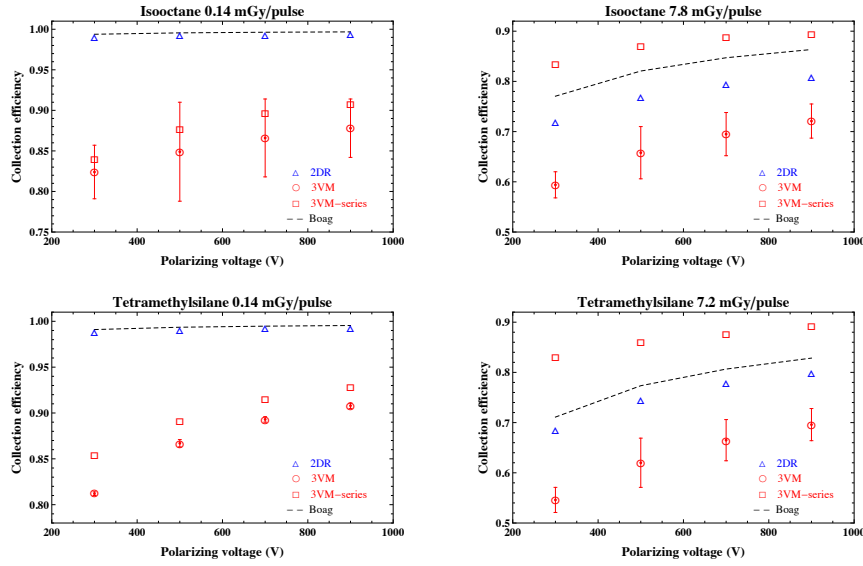 Isooctane 0.14 mGy/pulse
Collection efficiency
1.00
0.95
0.90
0.85
0.80
0.75
2DR
3VM
3VM-series
Boag
200 400 600 800 1000
Polarizing voltage (V)
Isooctane 7.8 mGy/pulse
Collection efficiency
0.9
0.8
0.7
0.6
0.5
2DR
3VM
3VM-series
Boag
200 400 600 800 1000
Polarizing voltage (V)
Tetramethylsilane 0.14 mGy/pulse
Collection efficiency
1.00
0.95
0.90
0.85
0.80
2DR
3VM
3VM-series
Boag
200 400 600 800 1000
Polarizing voltage (V)
Tetramethylsilane 7.2 mGy/pulse
Collection efficiency
0.9
0.8
0.7
0.6
0.5
2DR
3VM
3VM-series
Boag
200 400 600 800 1000
Polarizing voltage (V)